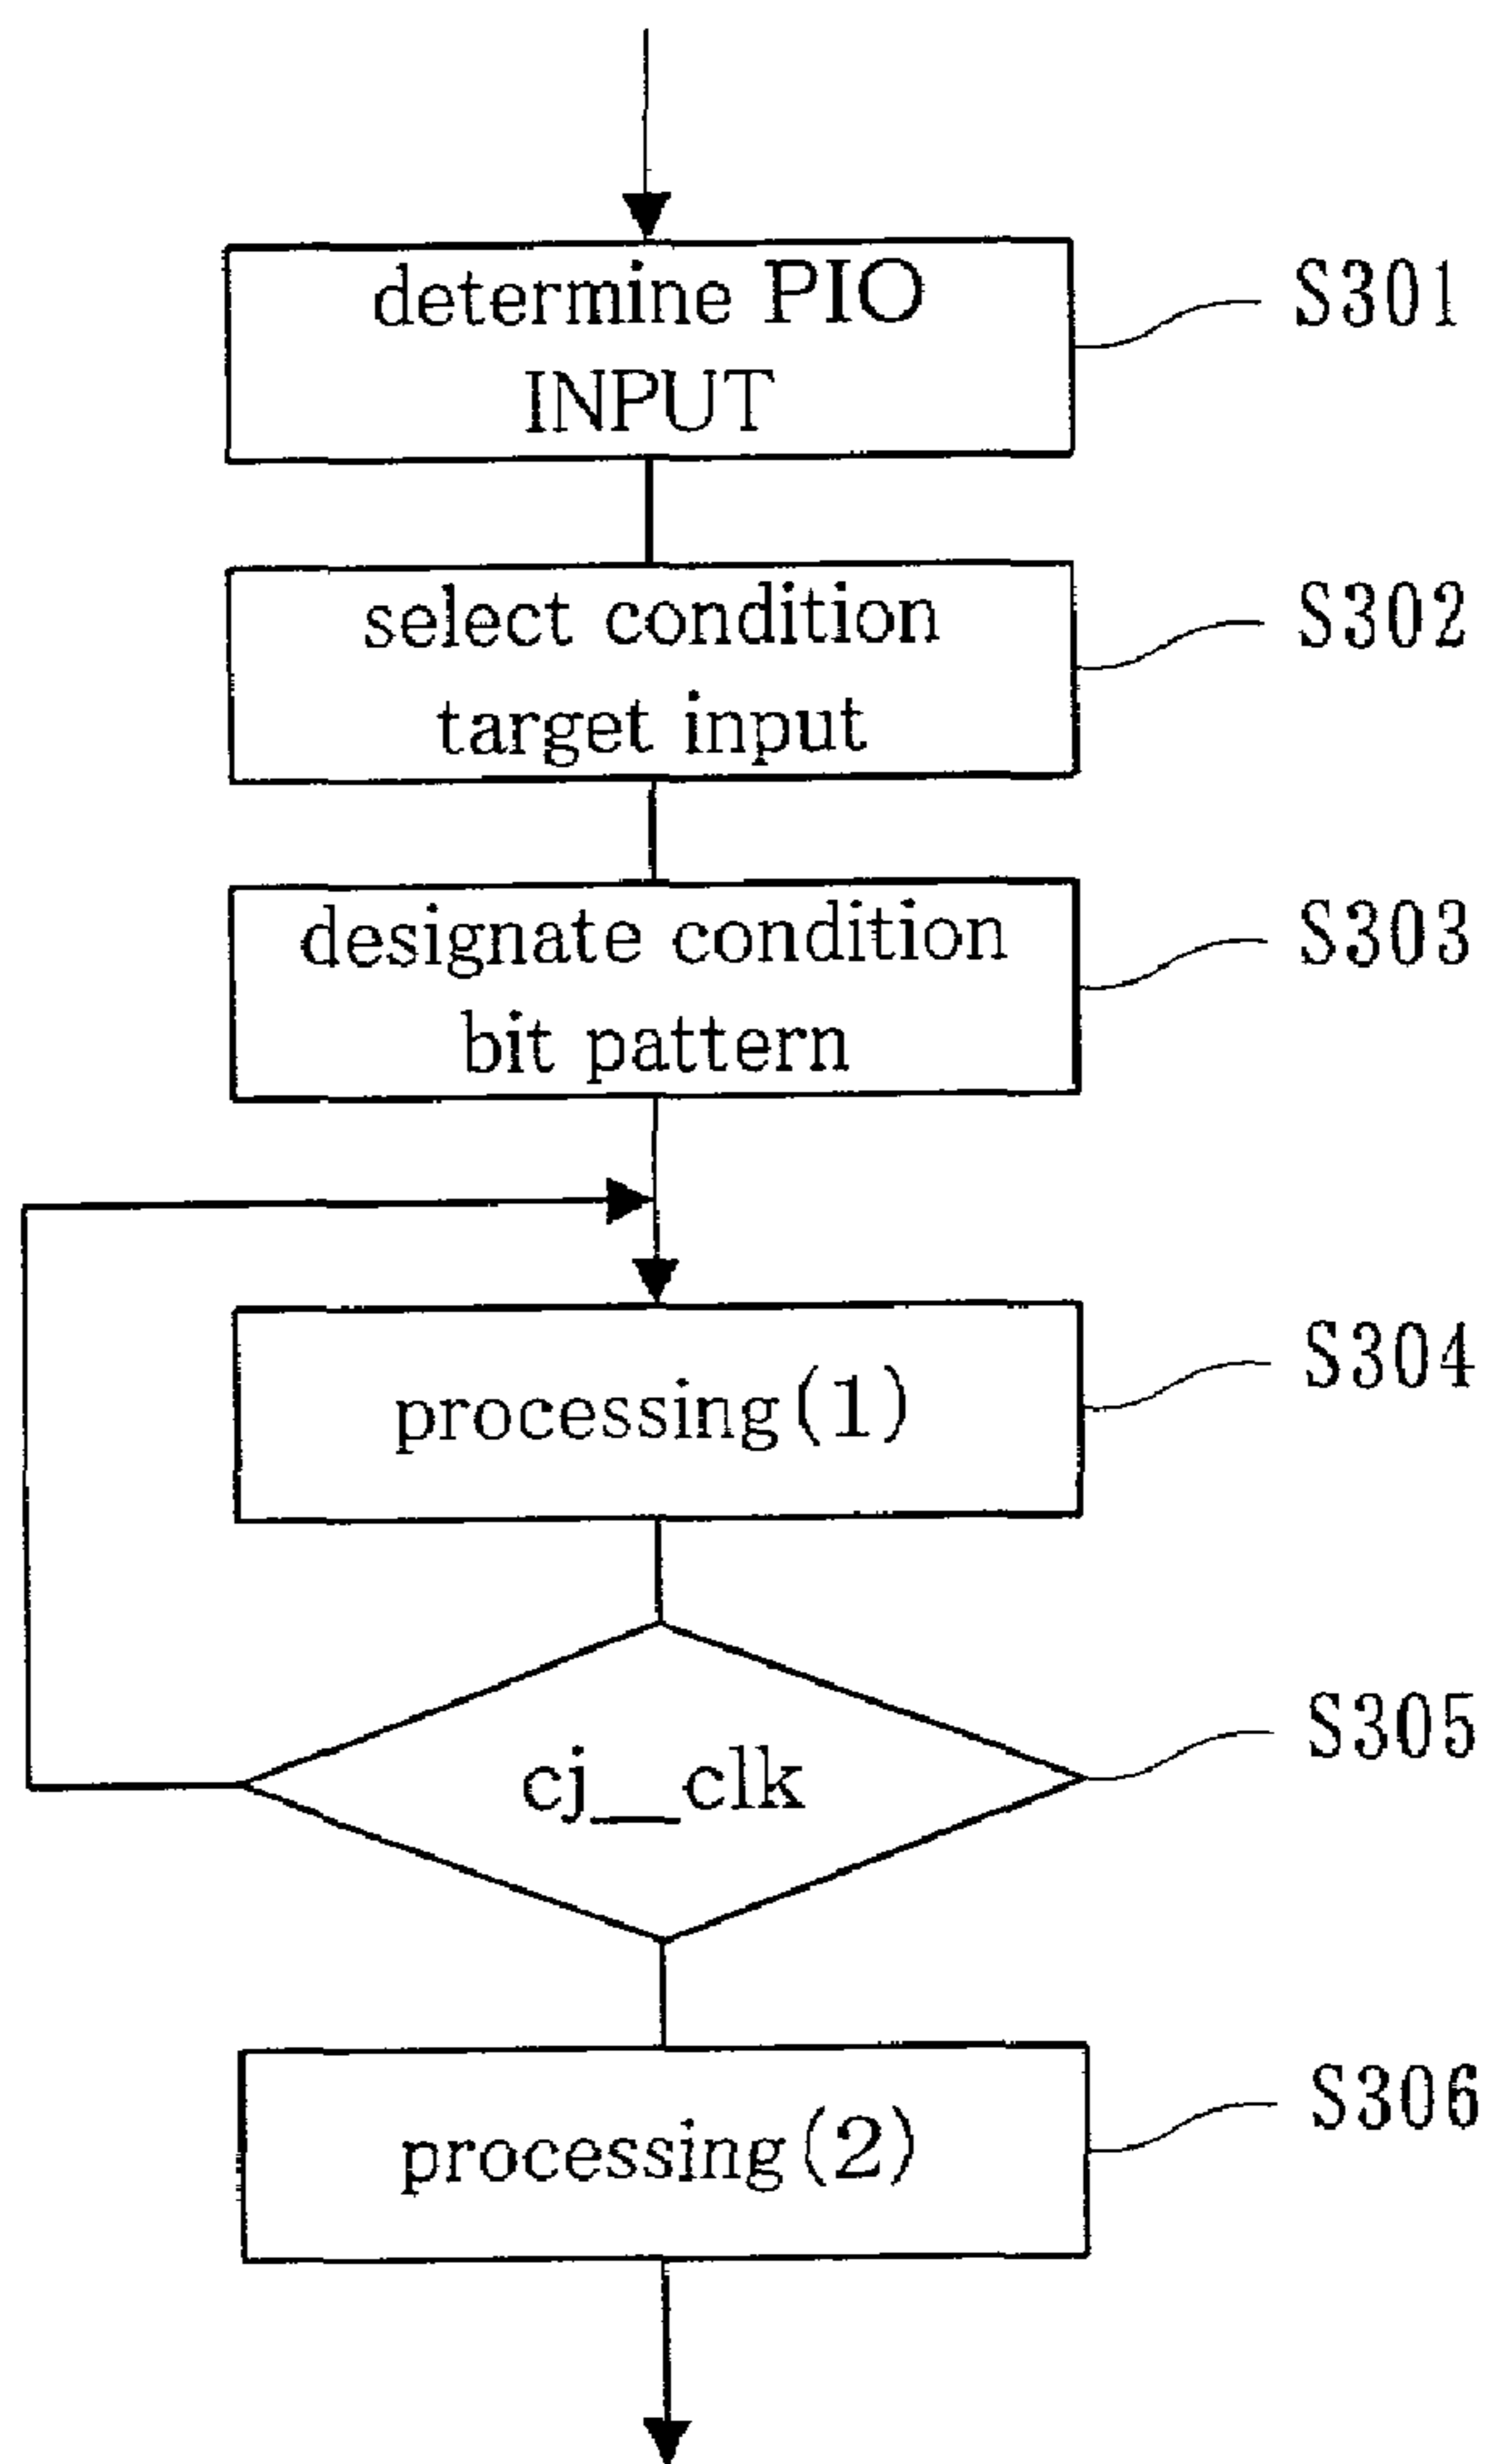 determine PIO
INPUT
S301
select condition
target input
S302
designate condition
bit pattern
S303
processing(1)
S304
cj__clk
S305
processing(2)
S306